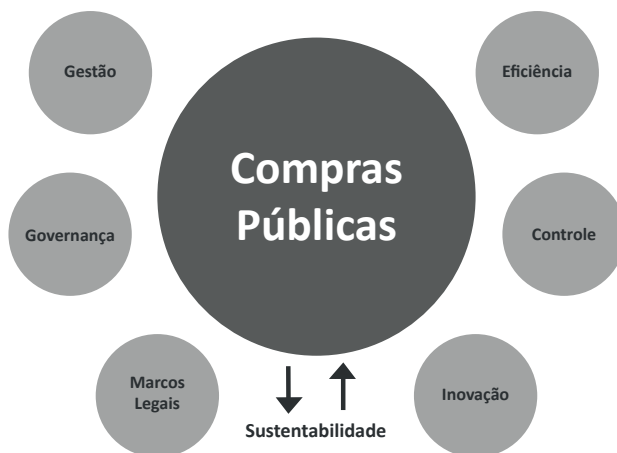 Gestão
Eficiência
Compras
Públicas
Governança
Controle
Marcos
Legais
Inovação
Sustentabilidade